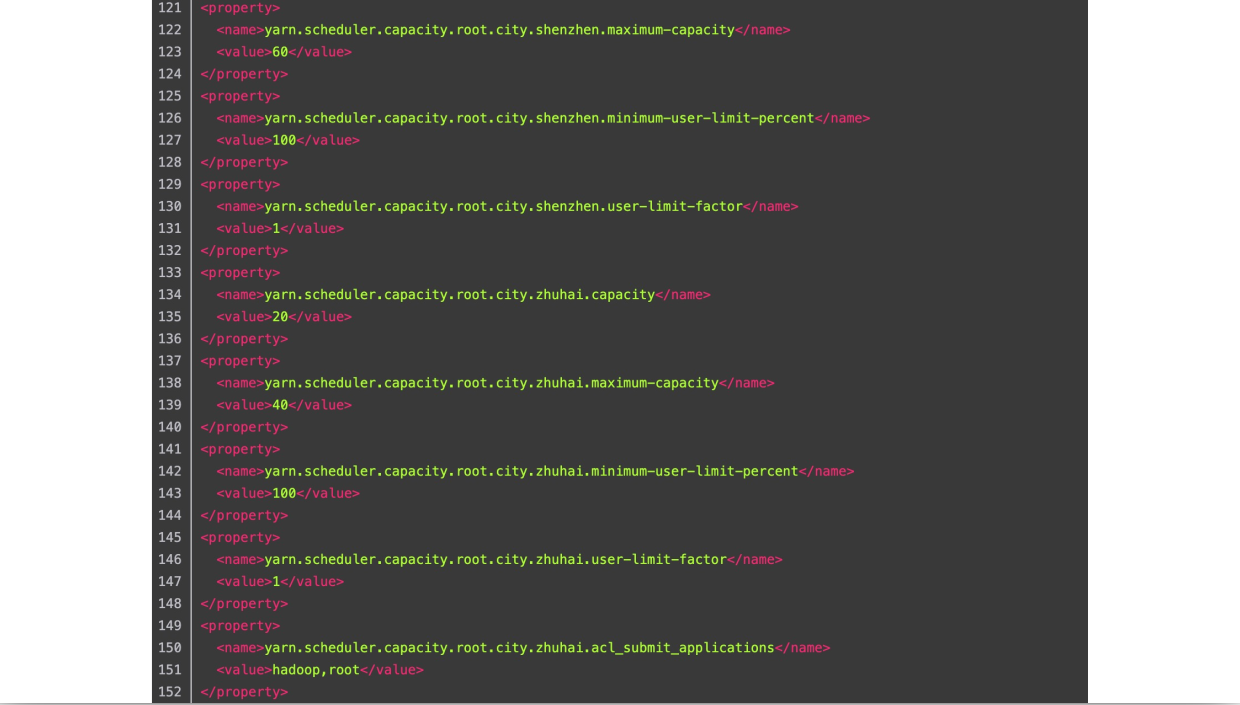 121 <property>
122 <name>yarn.scheduler.capacity.root.city.shenzhen.maximum-capacity</name>
123 <value>60</value>
124 </property>
125 <property>
126 <name>yarn.scheduler.capacity.root.city.shenzhen.minimum-user-limit-percent</name>
127 <value>100</value>
128 </property>
129 <property>
130 <name>yarn.scheduler.capacity.root.city.shenzhen.user-limit-factor</name>
131 <value>1</value>
132 </property>
133 <property>
134 <name>yarn.scheduler.capacity.root.city.zhuhai.capacity</name>
135 <value>20</value>
136 </property>
137 <property>
138 <name>yarn.scheduler.capacity.root.city.zhuhai.maximum-capacity</name>
139 <value>40</value>
140 </property>
141 <property>
142 <name>yarn.scheduler.capacity.root.city.zhuhai.minimum-user-limit-percent</name>
143 <value>100</value>
144 </property>
145 <property>
146 <name>yarn.scheduler.capacity.root.city.zhuhai.user-limit-factor</name>
147 <value>1</value>
148 </property>
149 <property>
150 <name>yarn.scheduler.capacity.root.city.zhuhai.acl_submit_applications</name>
151 <value>hadoop,root</value>
152 </property>